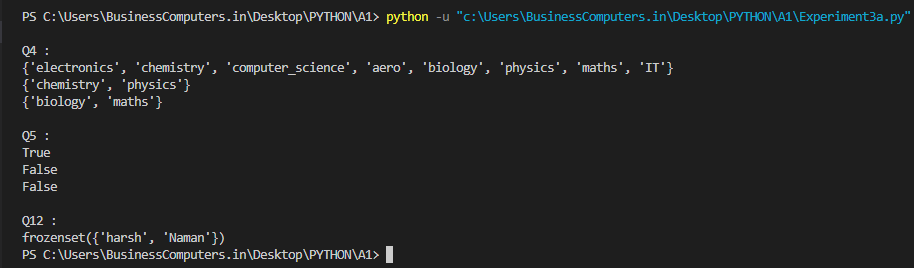 PS C:\Users\BusinessComputers.in\Desktop\PYTHON\A1> python -u "c:\Users\BusinessComputers.in\Desktop\PYTHON\A1\Experiment3a.py"
Q4 :
{'electronics', 'chemistry', 'computer_science', 'aero', 'biology', 'physics', 'maths', 'IT'}
{'chemistry', 'physics'}
{'biology', 'maths'}
Q5 :
True
False
False
Q12 :
frozenset({'harsh', 'Naman'})
PS C:\Users\BusinessComputers.in\Desktop\PYTHON\A1>